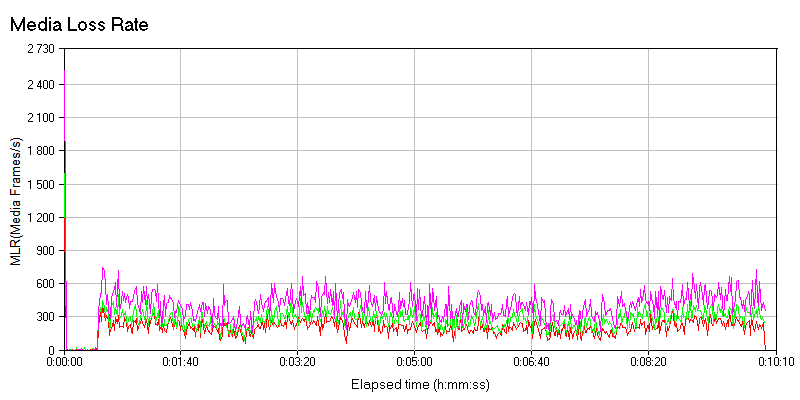 Media Loss Rate
2 730
2 400
2 100
1 800
1 500
1 200
900
600
300
0
MLR(Media Frames/s)
0:00:00 0:01:40 0:03:20 0:05:00 0:06:40 0:08:20 0:10:10
Elapsed time (h:mm:ss)